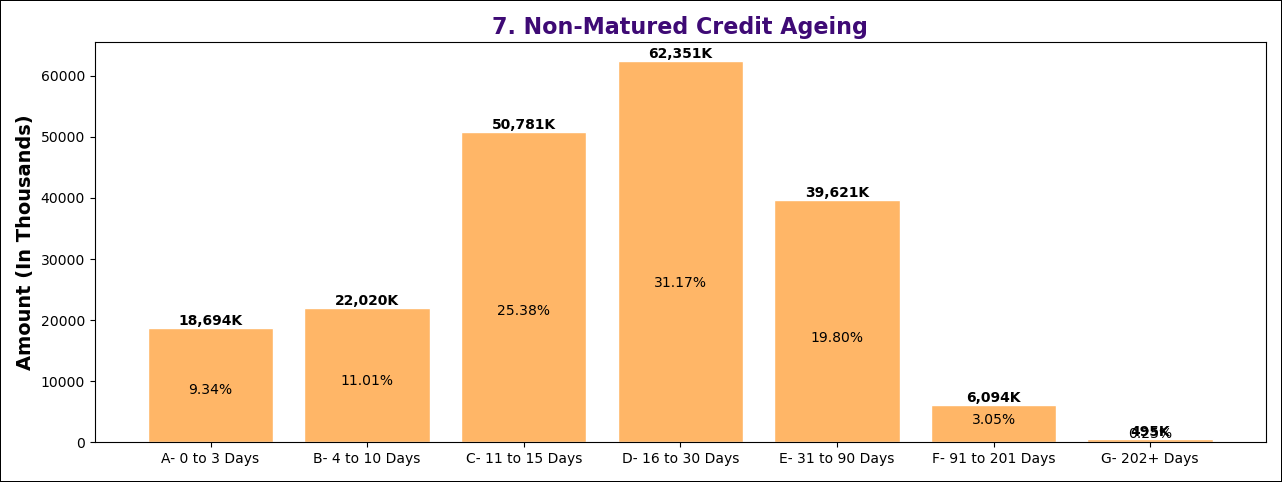 7. Non-Matured Credit Ageing
Amount (In Thousands)
60000
50000
40000
30000
20000
10000
0
18,694K
22,020K
50,781K
62,351K
39,621K
6,094K
495K
9.34%
11.01%
25.38%
31.17%
19.80%
3.05%
0.25%
A- 0 to 3 Days
B- 4 to 10 Days
C- 11 to 15 Days
D- 16 to 30 Days
E- 31 to 90 Days
F- 91 to 201 Days
G- 202+ Days